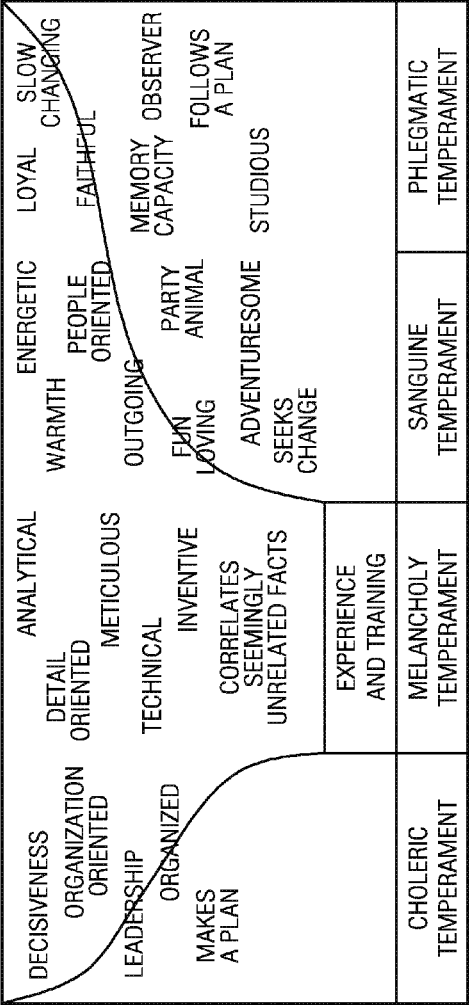 DECISIVENESS
ORGANIZATION
ORIENTED
LEADERSHIP
ORGANIZED
MAKES
A PLAN
ANALYTICAL
DETAIL
ORIENTED
METICULOUS
TECHNICAL
INVENTIVE
CORRELATES
SEEMINGLY
UNRELATED FACTS
EXPERIENCE
AND TRAINING
ENERGETIC
WARMTH
PEOPLE
ORIENTED
OUTGOING
PARTY
ANIMAL
FUN
LOVING
ADVENTURESOME
SEEKS
CHANGE
SLOW
CHANGING
LOYAL
FAITHFUL
OBSERVER
MEMORY
CAPACITY
FOLLOWS
A PLAN
STUDIOUS
CHOLERIC
TEMPERAMENT
MELANCHOLY
TEMPERAMENT
SANGUINE
TEMPERAMENT
PHLEGMATIC
TEMPERAMENT